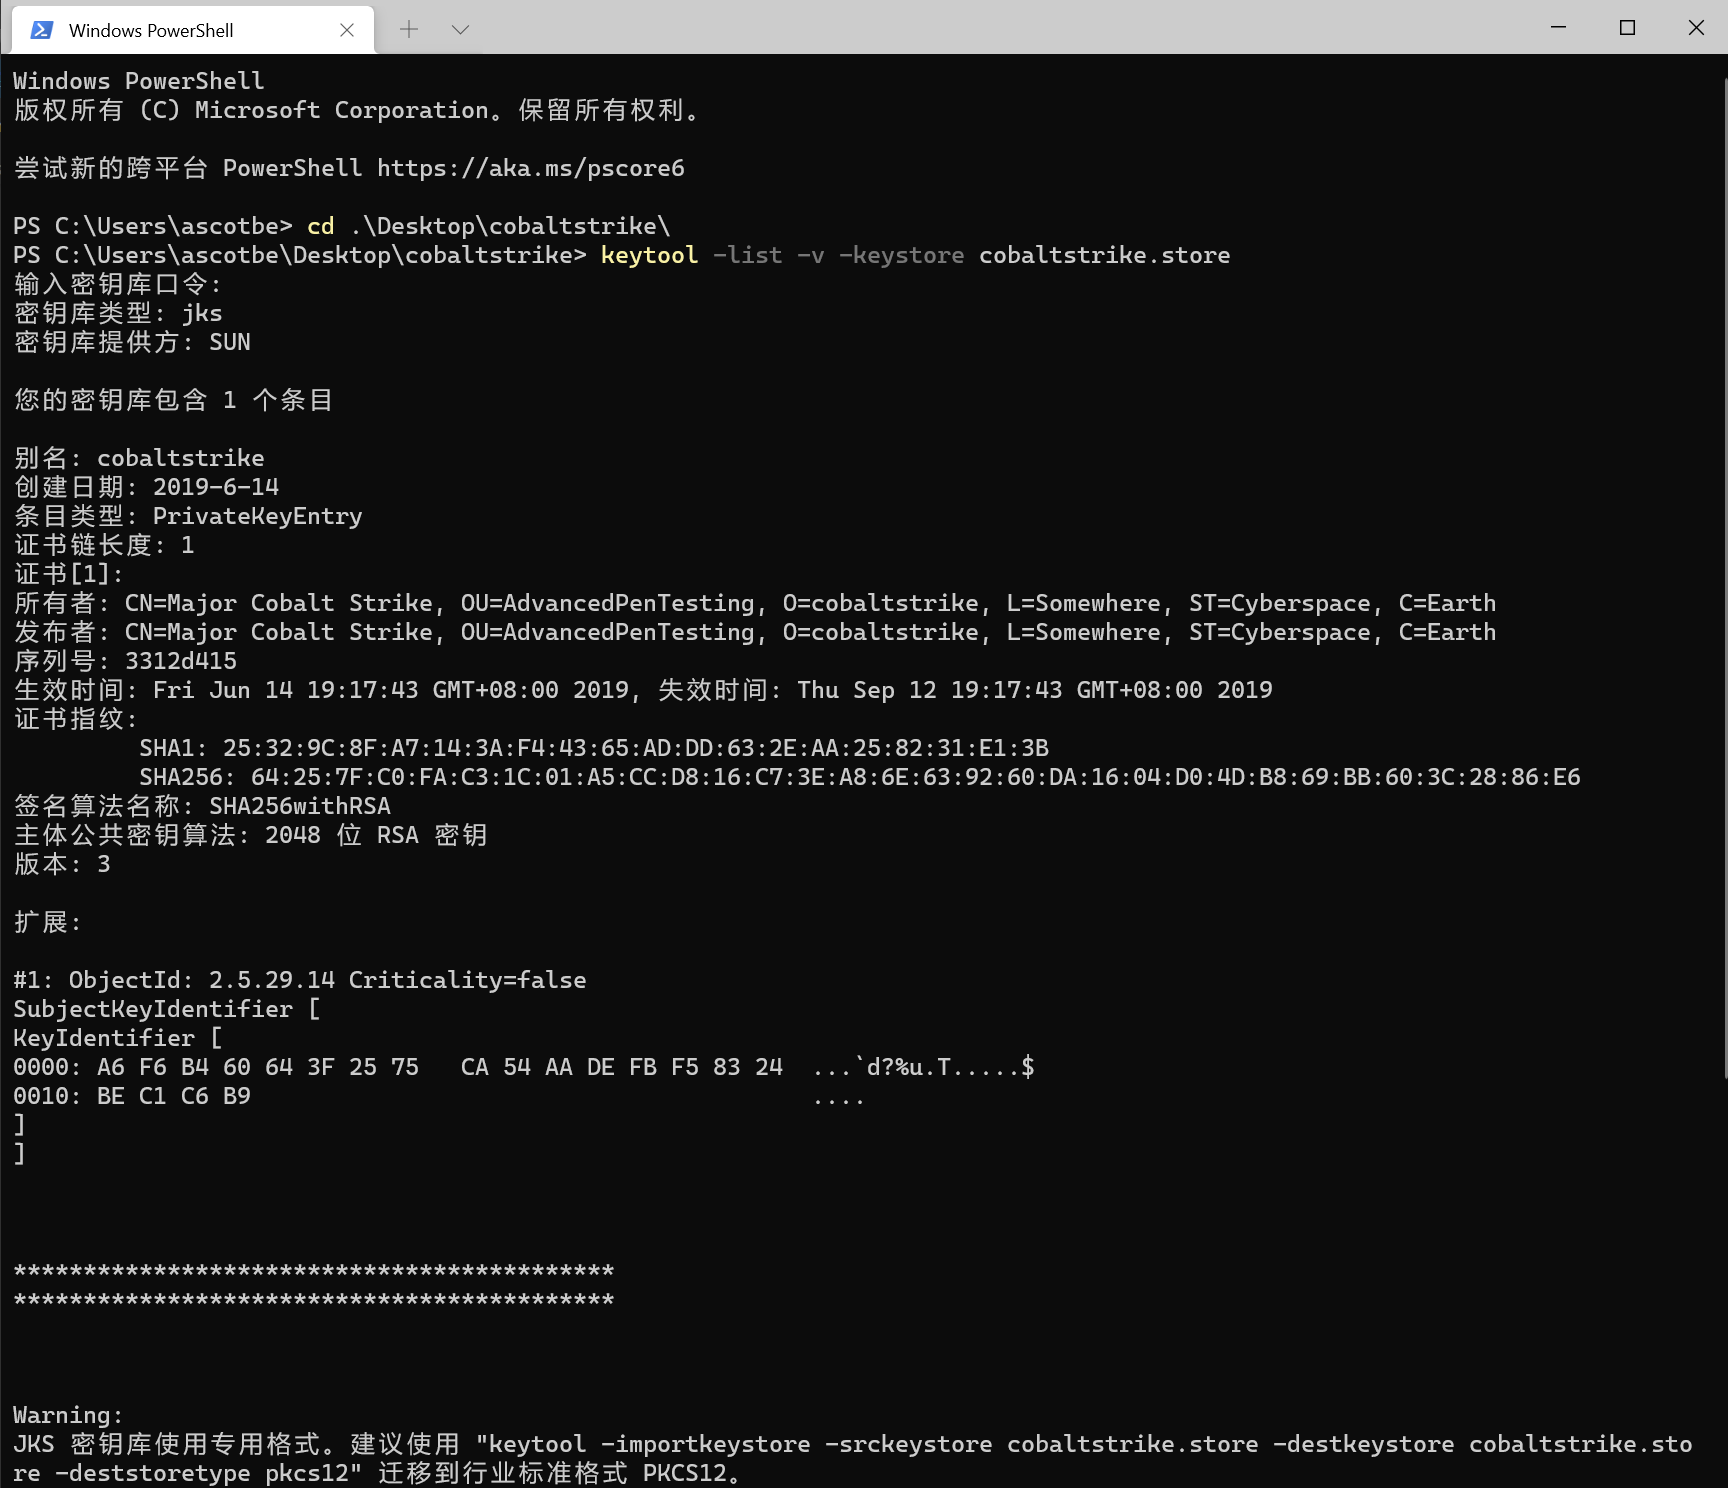 Windows PowerShell
Windows PowerShell
版权所有 (C) Microsoft Corporation。保留所有权利。
尝试新的跨平台 PowerShell https://aka.ms/pscore6
PS C:\Users\ascotbe> cd .\Desktop\cobaltstrike\
PS C:\Users\ascotbe\Desktop\cobaltstrike> keytool -list -v -keystore cobaltstrike.store
输入密钥库口令:
密钥库类型: jks
密钥库提供方: SUN
您的密钥库包含 1 个条目
别名: cobaltstrike
创建日期: 2019-6-14
条目类型: PrivateKeyEntry
证书链长度: 1
证书[1]:
所有者: CN=Major Cobalt Strike, OU=AdvancedPenTesting, O=cobaltstrike, L=Somewhere, ST=Cyberspace, C=Earth
发布者: CN=Major Cobalt Strike, OU=AdvancedPenTesting, O=cobaltstrike, L=Somewhere, ST=Cyberspace, C=Earth
序列号: 3312d415
生效时间: Fri Jun 14 19:17:43 GMT+08:00 2019, 失效时间: Thu Sep 12 19:17:43 GMT+08:00 2019
证书指纹:
SHA1: 25:32:9C:8F:A7:14:3A:F4:43:65:AD:DD:63:2E:AA:25:82:31:E1:3B
SHA256: 64:25:7F:C0:FA:C3:1C:01:A5:CC:D8:16:C7:3E:A8:6E:63:92:60:DA:16:04:D0:4D:B8:69:BB:60:3C:28:86:E6
签名算法名称: SHA256withRSA
主体公共密钥算法: 2048 位 RSA 密钥
版本: 3
扩展:
#1: ObjectId: 2.5.29.14 Criticality=false
SubjectKeyIdentifier [
KeyIdentifier [
0000: A6 F6 B4 60 64 3F 25 75   CA 54 AA DE FB F5 83 24  ...`d?%u.T.....$
0010: BE C1 C6 B9                                        ....
]
]
*******************************************
*******************************************
Warning:
JKS 密钥库使用专用格式。建议使用 "keytool -importkeystore -srckeystore cobaltstrike.store -destkeystore cobaltstrike.sto
re -deststoretype pkcs12" 迁移到行业标准格式 PKCS12。